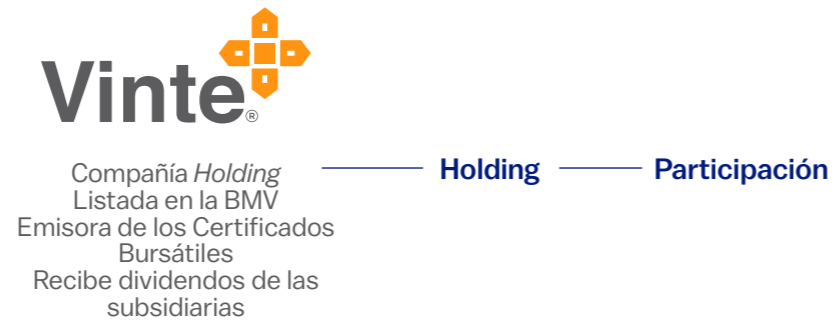 Vinte®
Compañía Holding
Holding
Participación
Listada en la BMV
Emisora de los Certificados
Bursátiles
Recibe dividendos de las
subsidiarias